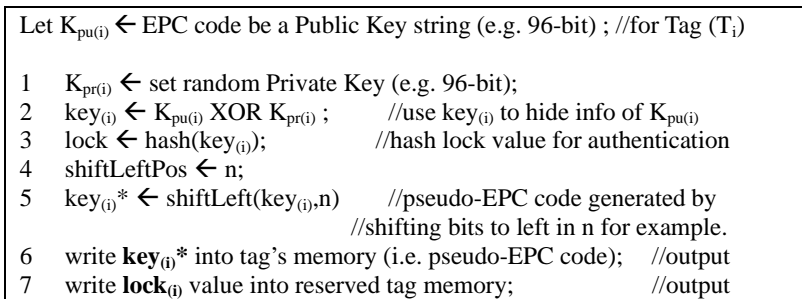 Let K_pu(i) ← EPC code be a Public Key string (e.g. 96-bit) ; //for Tag (T_i)
1 K_pr(i) ← set random Private Key (e.g. 96-bit);
2 key_(i) ← K_pu(i) XOR K_pr(i) ; //use key_(i) to hide info of K_pu(i)
3 lock ← hash(key_(i)); //hash lock value for authentication
4 shiftLeftPos ← n;
5 key_(i)* ← shiftLeft(key_(i),n) //pseudo-EPC code generated by
//shifting bits to left in n for example.
6 write key_(i)* into tag's memory (i.e. pseudo-EPC code); //output
7 write lock_(i) value into reserved tag memory; //output